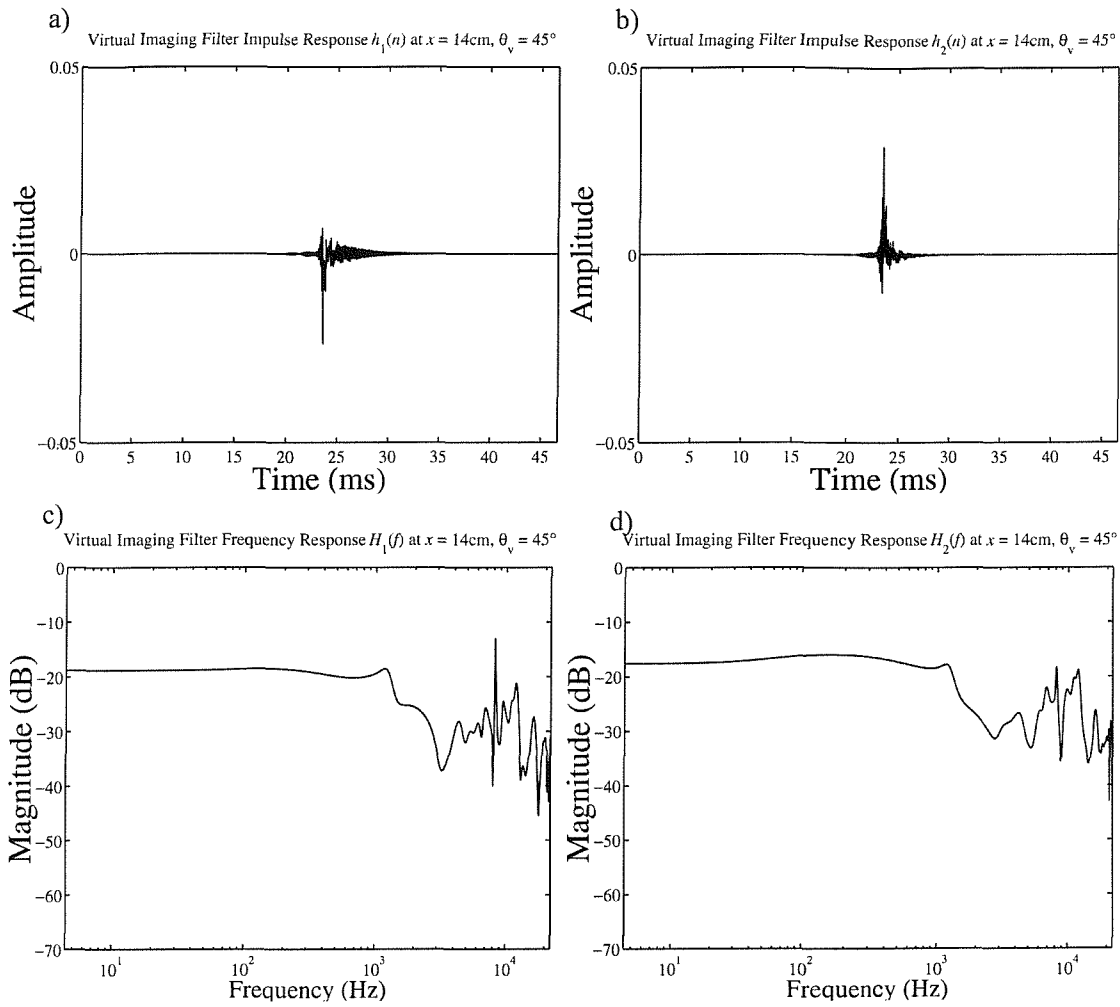 a)
Virtual Imaging Filter Impulse Response h1(n) at x = 14cm, θv = 45°
0.05
0
−0.05
Amplitude
0 5 10 15 20 25 30 35 40 45
Time (ms)
b)
Virtual Imaging Filter Impulse Response h2(n) at x = 14cm, θv = 45°
0.05
0
−0.05
Amplitude
0 5 10 15 20 25 30 35 40 45
Time (ms)
c)
Virtual Imaging Filter Frequency Response H1(f) at x = 14cm, θv = 45°
0
−10
−20
−30
−40
−50
−60
−70
Magnitude (dB)
10^1 10^2 10^3 10^4
Frequency (Hz)
d)
Virtual Imaging Filter Frequency Response H2(f) at x = 14cm, θv = 45°
0
−10
−20
−30
−40
−50
−60
−70
Magnitude (dB)
10^1 10^2 10^3 10^4
Frequency (Hz)